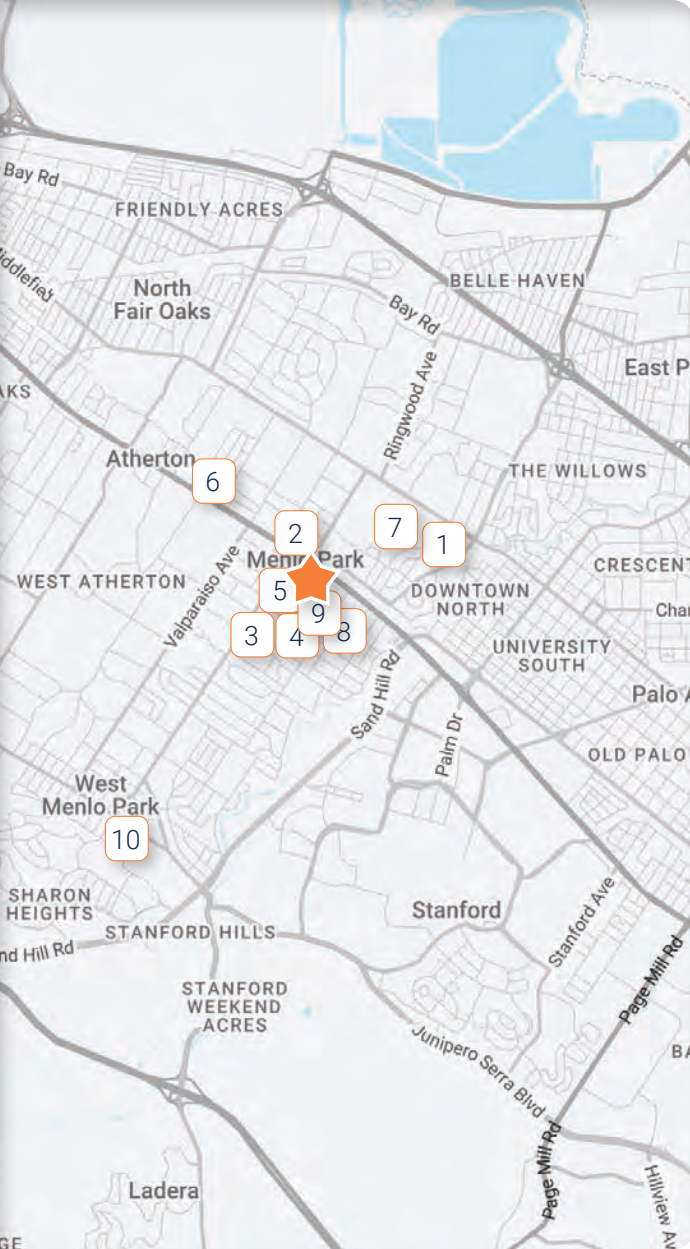 Bay Rd
FRIENDLY ACRES
BELLE HAVEN
North
Fair Oaks
Bay Rd
East P
Ringwood Ave
AKS
Atherton
6
THE WILLOWS
2
7
1
Menlo Park
CRESCENT
WEST ATHERTON
Valparaiso Ave
5
DOWNTOWN
NORTH
9
Cha
3
4
8
UNIVERSITY
SOUTH
Sand Hill Rd
Palo A
Palm Dr
OLD PALO
West
Menlo Park
10
SHARON
HEIGHTS
Stanford
Stanford Ave
STANFORD HILLS
nd Hill Rd
Page Mill Rd
STANFORD
WEEKEND
ACRES
Junipero Serra Blvd
BA
Page Mill Rd
Ladera
Hillview Av
GE